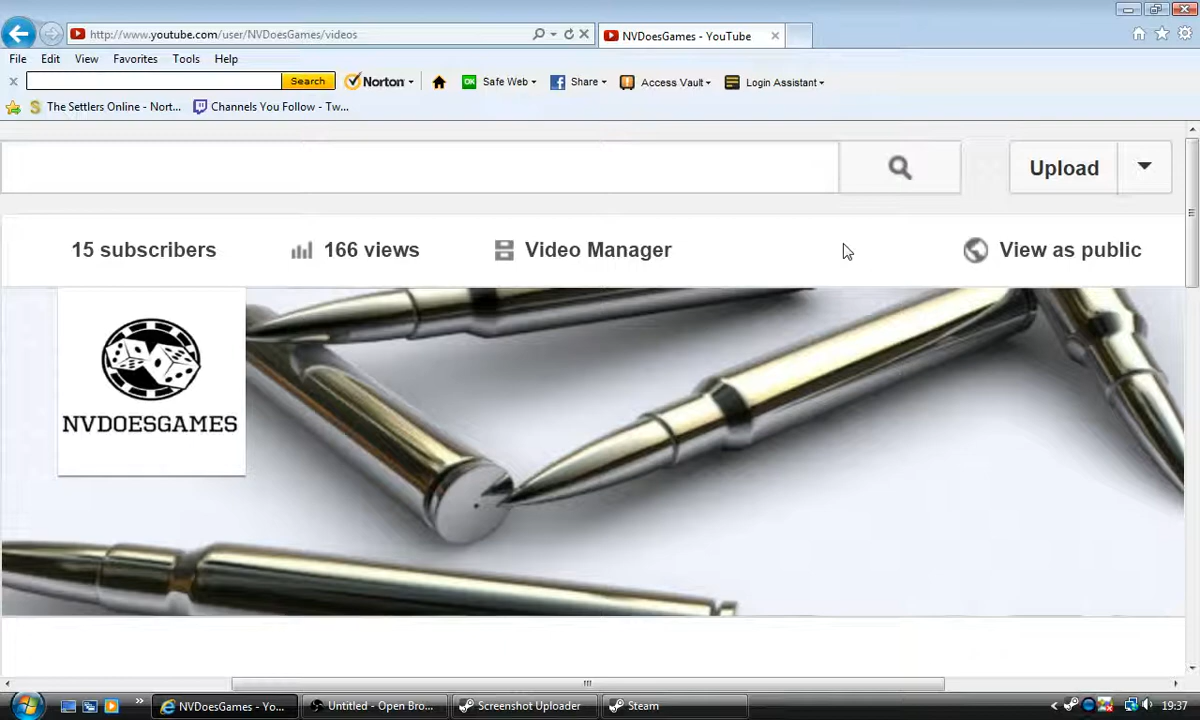 http://www.youtube.com/user/NVDoesGames/videos
NVDoesGames - YouTube
File Edit View Favorites Tools Help
Search Norton Safe Web Share Access Vault Login Assistant
The Settlers Online - Nort... Channels You Follow - Tw...
Upload
15 subscribers 166 views Video Manager View as public
NVDOESGAMES
NVDoesGames - Yo... Untitled - Open Bro... Screenshot Uploader Steam 19:37